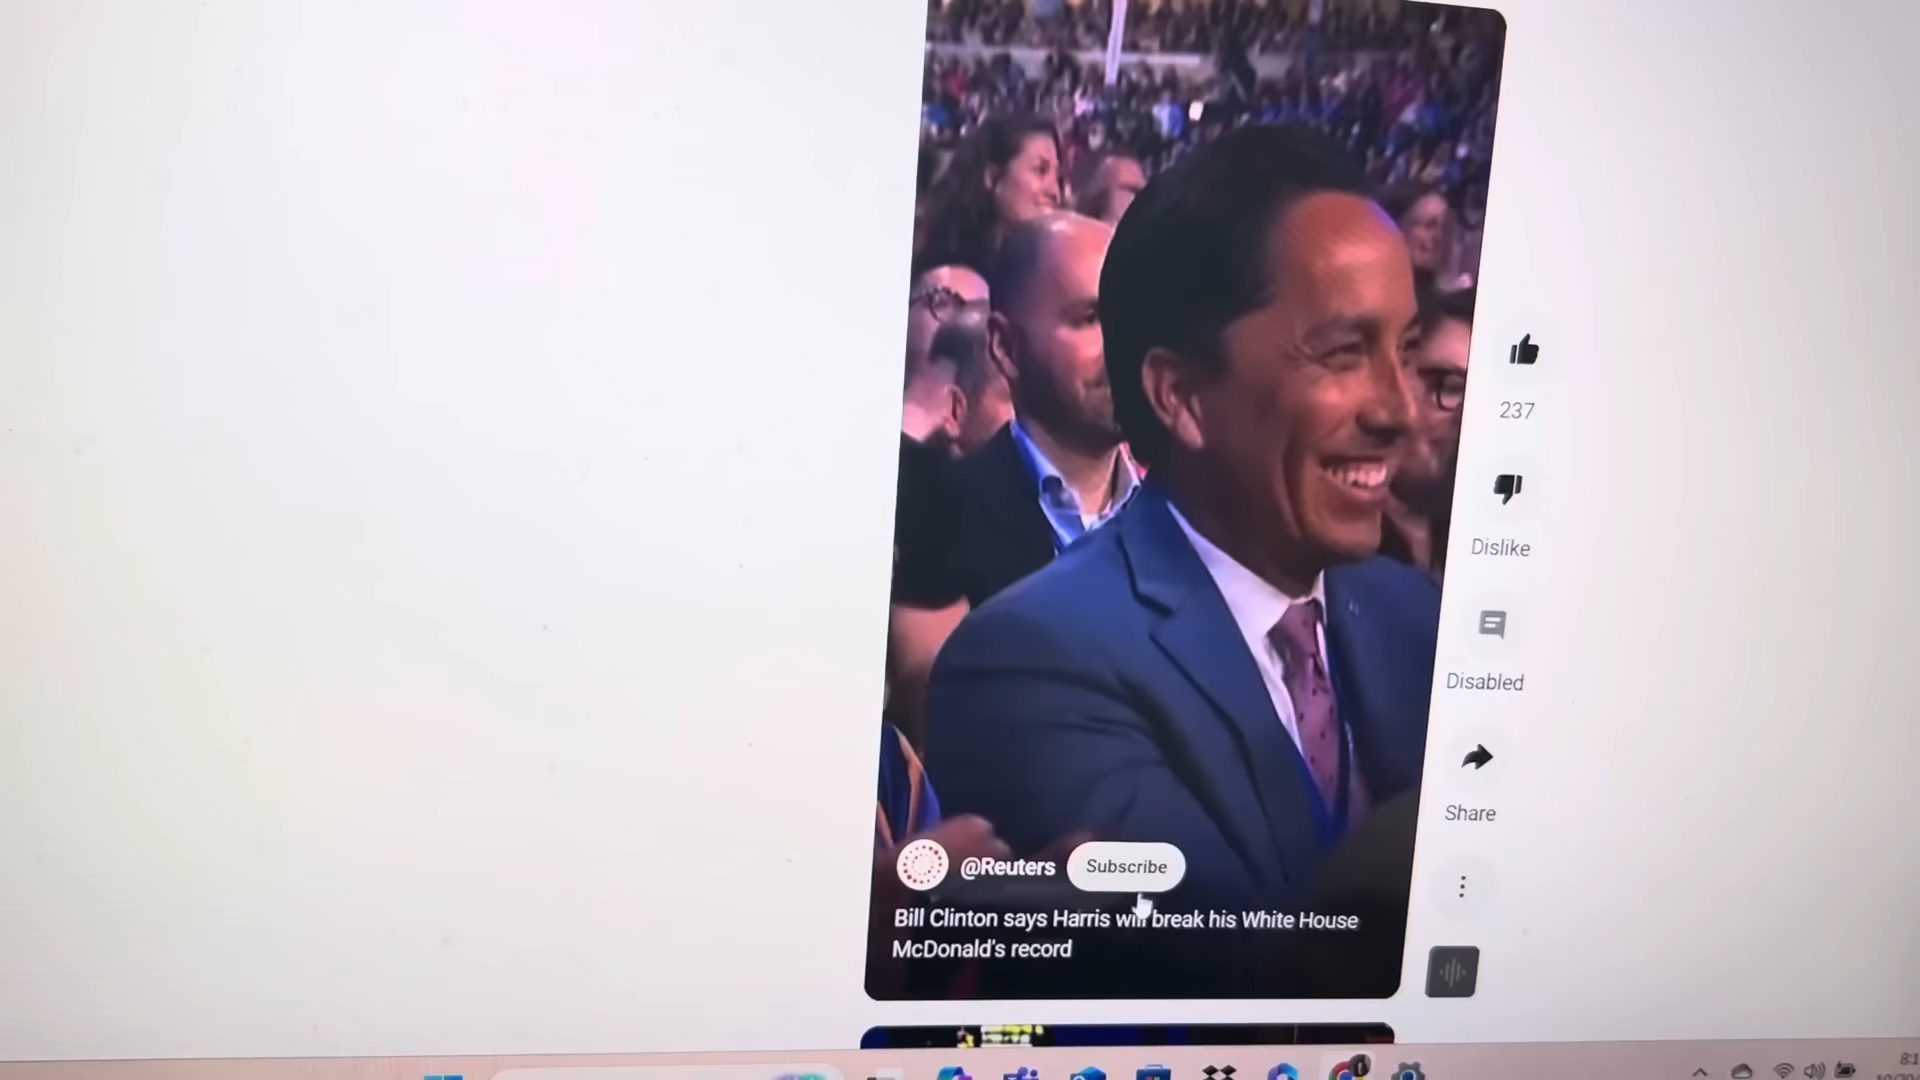 237
Dislike
Disabled
Share
@Reuters Subscribe
Bill Clinton says Harris will break his White House
McDonald's record